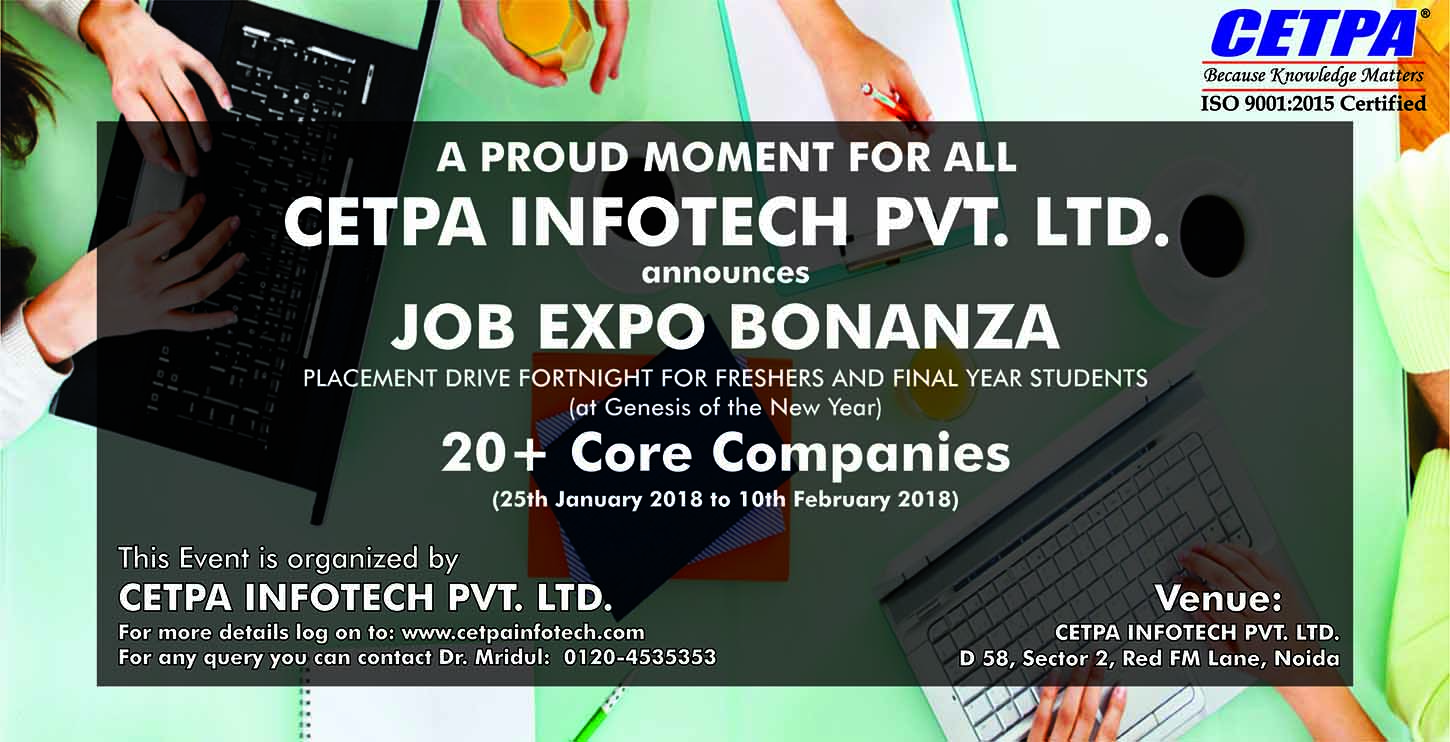 CETPA®
Because Knowledge Matters
ISO 9001:2015 Certified
A PROUD MOMENT FOR ALL
CETPA INFOTECH PVT. LTD.
announces
JOB EXPO BONANZA
PLACEMENT DRIVE FORTNIGHT FOR FRESHERS AND FINAL YEAR STUDENTS
(at Genesis of the New Year)
20+ Core Companies
(25th January 2018 to 10th February 2018)
This Event is organized by
CETPA INFOTECH PVT. LTD.
For more details log on to: www.cetpainfotech.com
For any query you can contact Dr. Mridul: 0120-4535353
Venue:
CETPA INFOTECH PVT. LTD.
D 58, Sector 2, Red FM Lane, Noida